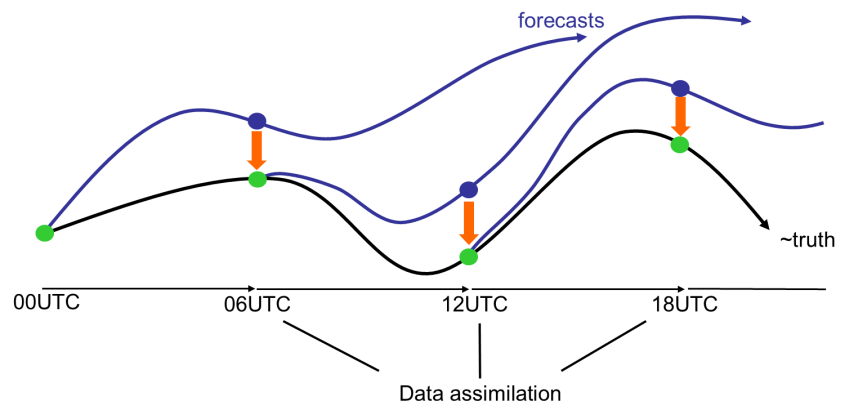 forecasts
~truth
00UTC
06UTC
12UTC
18UTC
Data assimilation